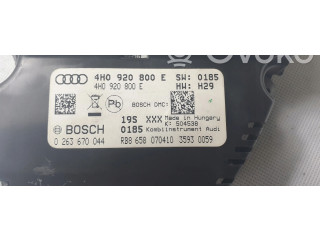 4H0 920 800 E SW: 0185
4H0 920 800 E HW: H29
Pb
BOSCH DMC:
19S XXX Made in Hungary
K: 504538
BOSCH 0185 Kombiinstrument Audi
0 263 670 044 RB8 658 070410 3593 0059